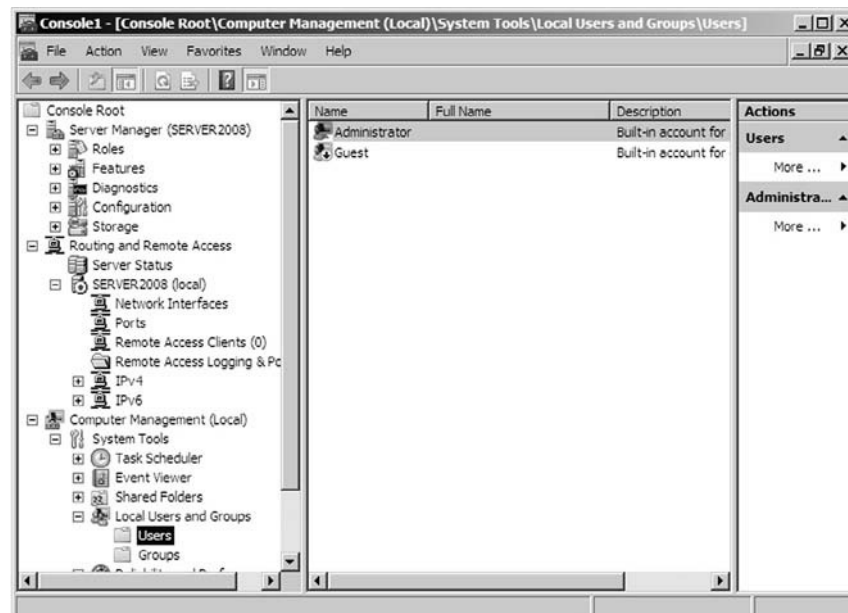 Console1 - [Console Root\Computer Management (Local)\System Tools\Local Users and Groups\Users]
File Action View Favorites Window Help
Console Root
Server Manager (SERVER2008)
Roles
Features
Diagnostics
Configuration
Storage
Routing and Remote Access
Server Status
SERVER2008 (local)
Network Interfaces
Ports
Remote Access Clients (0)
Remote Access Logging & Po
IPv4
IPv6
Computer Management (Local)
System Tools
Task Scheduler
Event Viewer
Shared Folders
Local Users and Groups
Users
Groups
Name Full Name Description
Administrator Built-in account for
Guest Built-in account for
Actions
Users
More ...
Administra...
More ...